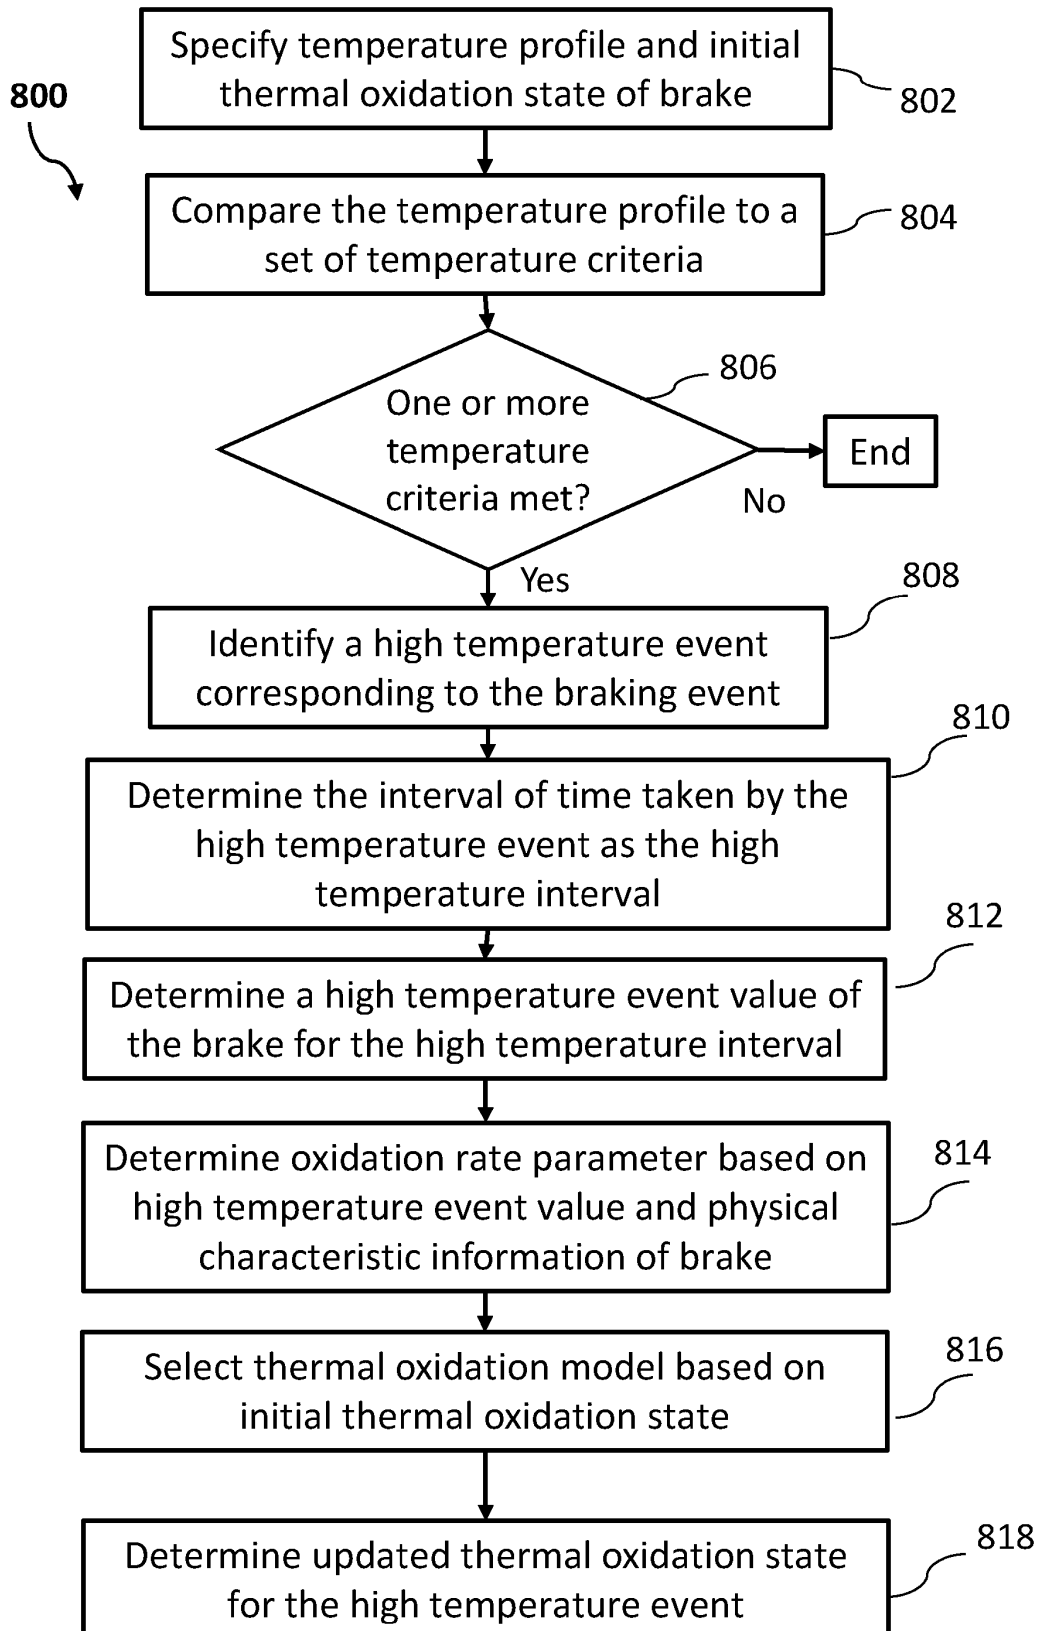 800
Specify temperature profile and initial
thermal oxidation state of brake
802
Compare the temperature profile to a
set of temperature criteria
804
One or more
temperature
criteria met?
806
No
End
Yes
Identify a high temperature event
corresponding to the braking event
808
Determine the interval of time taken by the
high temperature event as the high
temperature interval
810
Determine a high temperature event value of
the brake for the high temperature interval
812
Determine oxidation rate parameter based on
high temperature event value and physical
characteristic information of brake
814
Select thermal oxidation model based on
initial thermal oxidation state
816
Determine updated thermal oxidation state
for the high temperature event
818